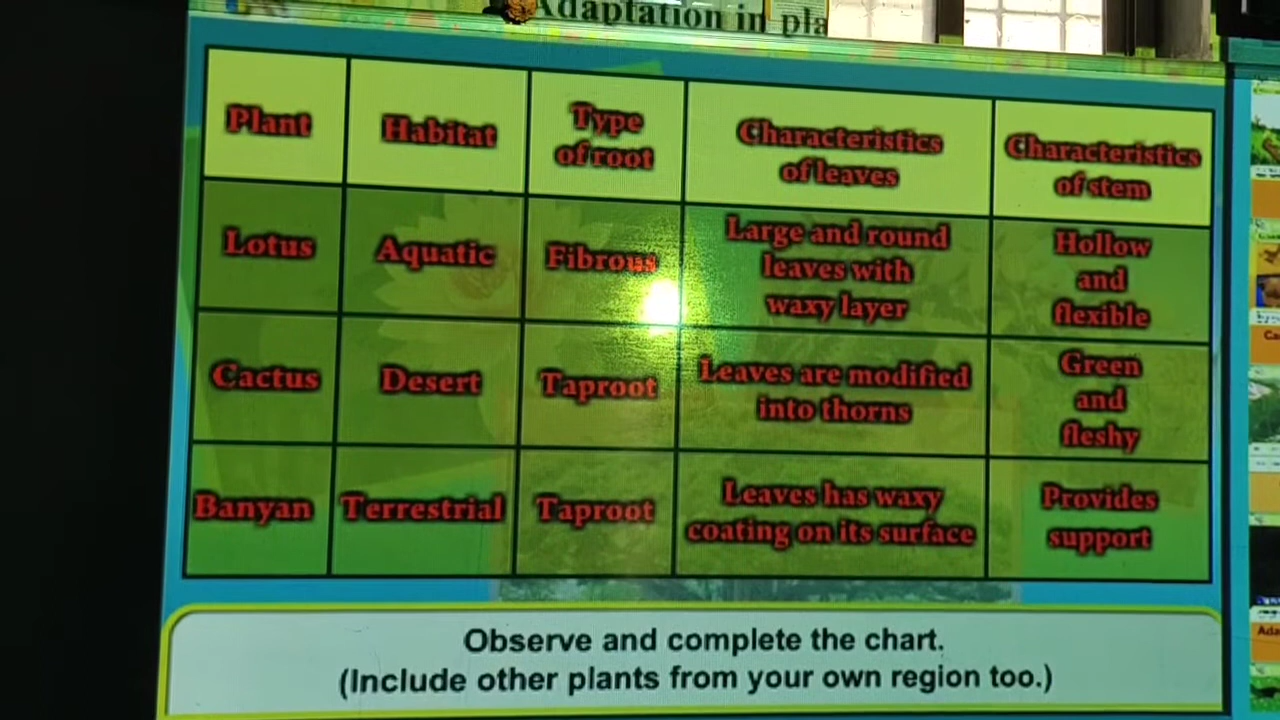 Adaptation in pla
Plant
Habitat
Type
of root
Characteristics
of leaves
Characteristics
of stem
Lotus
Aquatic
Fibrous
Large and round
leaves with
waxy layer
Hollow
and
flexible
Cactus
Desert
Taproot
Leaves are modified
into thorns
Green
and
fleshy
Banyan
Terrestrial
Taproot
Leaves has waxy
coating on its surface
Provides
support
Observe and complete the chart.
(Include other plants from your own region too.)
Ca
Ada